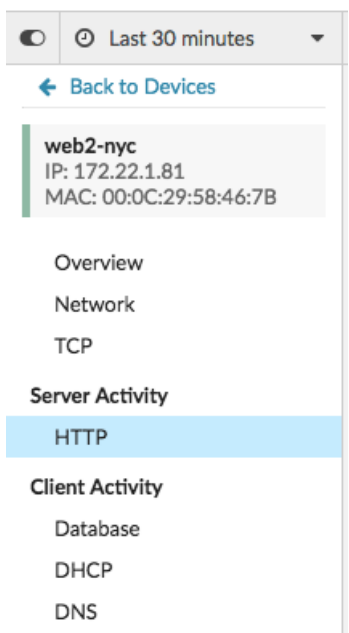 Last 30 minutes
Back to Devices
web2-nyc
IP: 172.22.1.81
MAC: 00:0C:29:58:46:7B
Overview
Network
TCP
Server Activity
HTTP
Client Activity
Database
DHCP
DNS